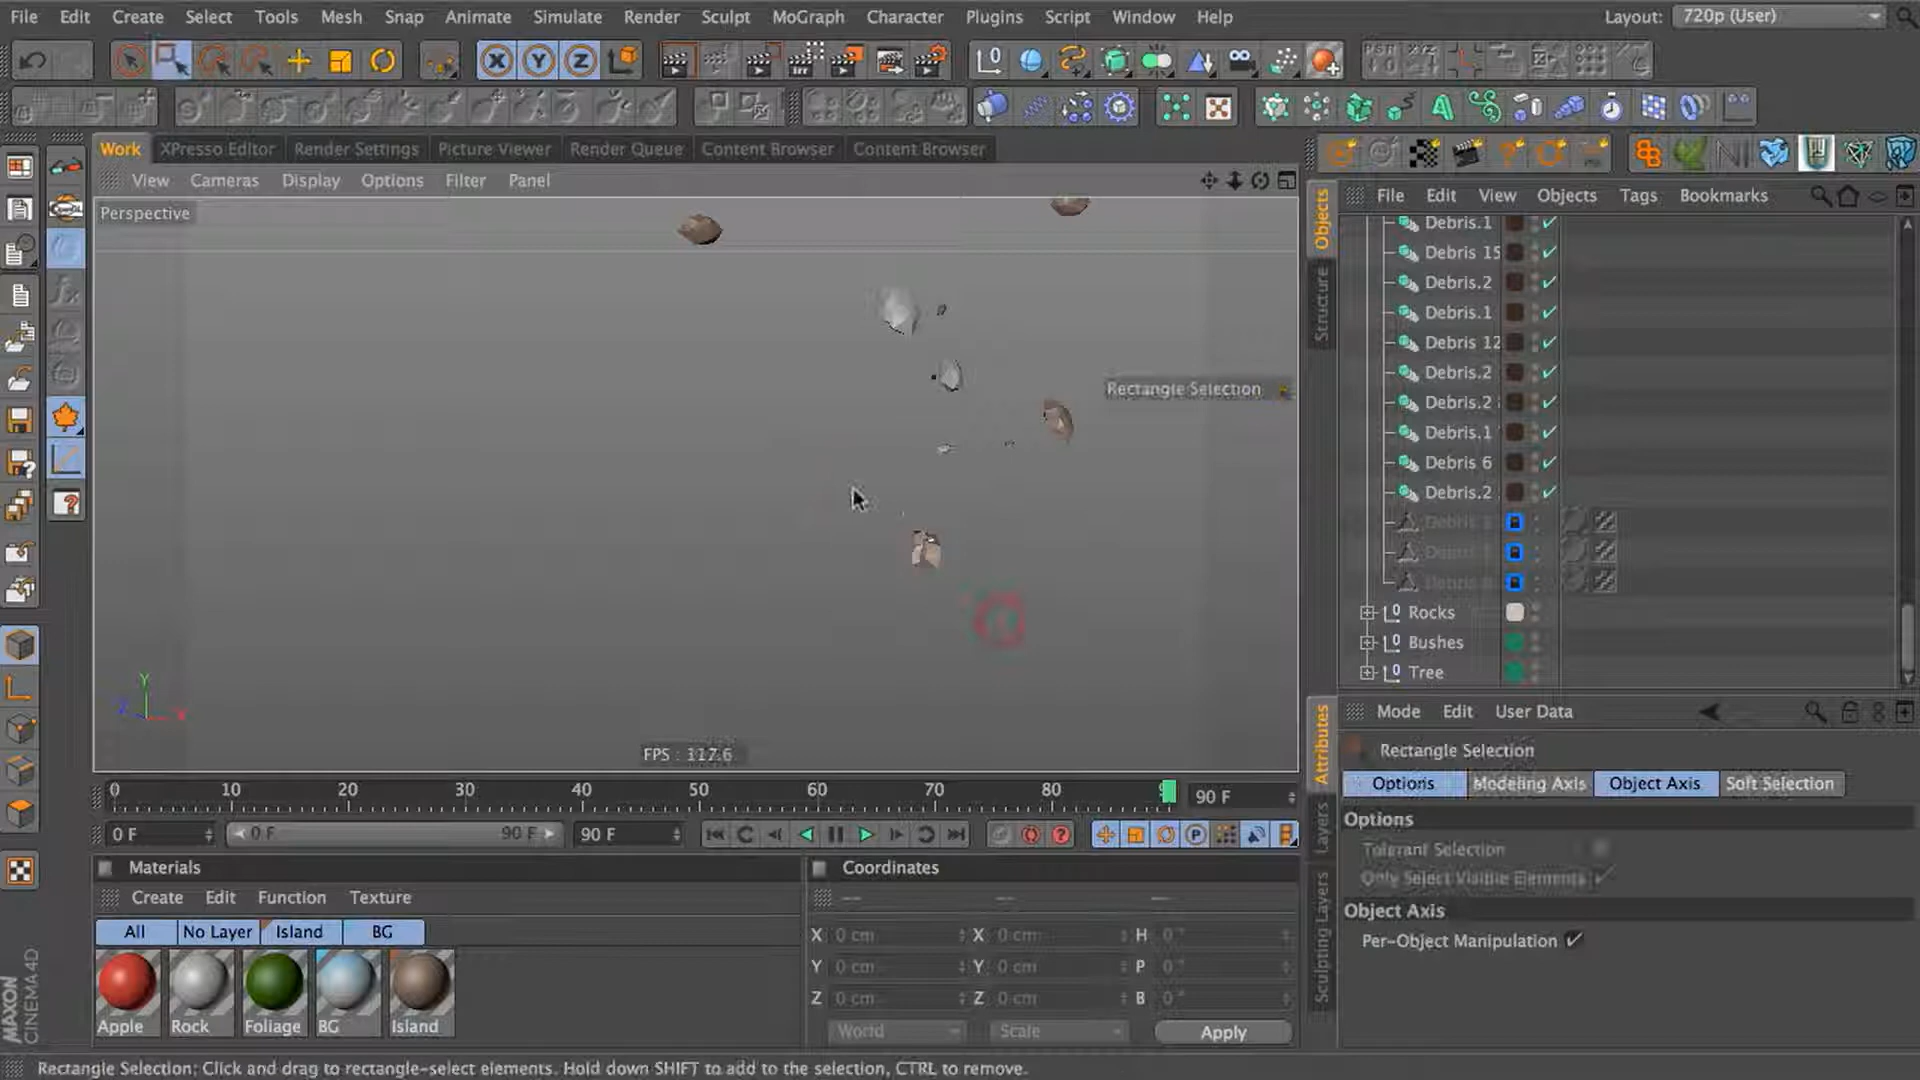 File Edit Create Select Tools Mesh Snap Animate Simulate Render Sculpt MoGraph Character Plugins Script Window Help Layout: 720p (User)
X Y Z
Work XPresso Editor Render Settings Picture Viewer Render Queue Content Browser Content Browser
View Cameras Display Options Filter Panel
File Edit View Objects Tags Bookmarks
Perspective
Objects
Structure
Debris.1
Debris 15
Debris.2
Debris.1
Debris 12
Debris.2
Debris.2
Debris.1
Debris 6
Debris.2
Rocks
Bushes
Tree
Rectangle Selection
Y
Z X
FPS : 117.6
Attributes
Layers
Sculpting Layers
Mode Edit User Data
Rectangle Selection
Options Modeling Axis Object Axis Soft Selection
Options
Tolerant Selection
Only Select Visible Elements
Object Axis
Per-Object Manipulation
0 10 20 30 40 50 60 70 80 90 F
0 F 0 F 90 F 90 F
Materials
Create Edit Function Texture
All No Layer Island BG
Apple Rock Foliage BG Island
Coordinates
X 0 cm X 0 cm H 0 °
Y 0 cm Y 0 cm P 0 °
Z 0 cm Z 0 cm B 0 °
World Scale Apply
MAXON
CINEMA4D
Rectangle Selection: Click and drag to rectangle-select elements. Hold down SHIFT to add to the selection, CTRL to remove.